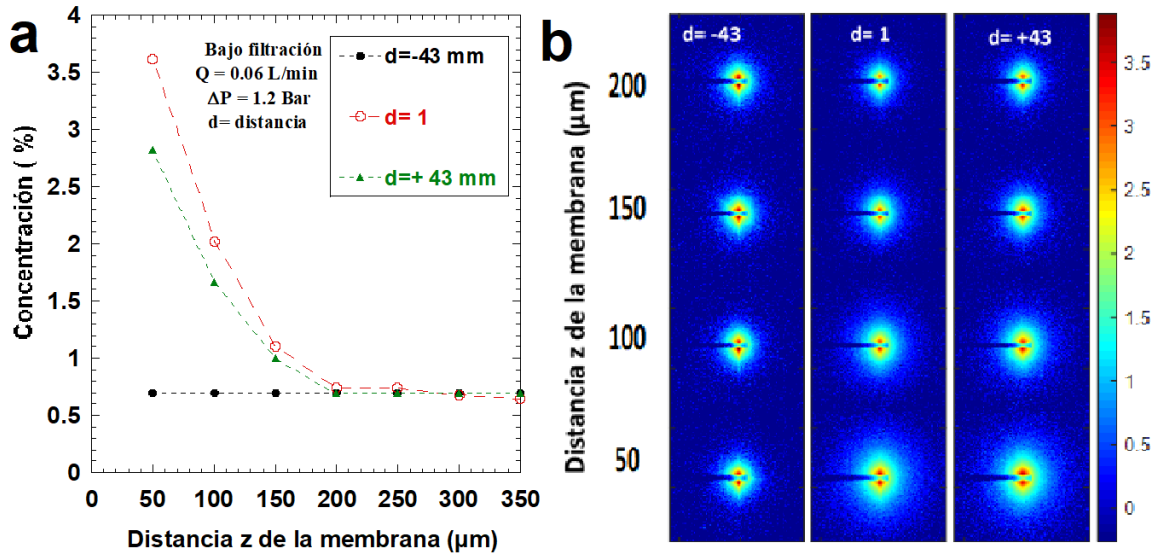 a
Bajo filtración
Q = 0.06 L/min
ΔP = 1.2 Bar
d= distancia
d=-43 mm
d= 1
d=+ 43 mm
Concentración ( %)
4
3.5
3
2.5
2
1.5
1
0.5
0
0 50 100 150 200 250 300 350
Distancia z de la membrana (µm)
b
d= -43
d= 1
d= +43
Distancia z de la membrana (µm)
200
150
100
50
3.5
3
2.5
2
1.5
1
0.5
0